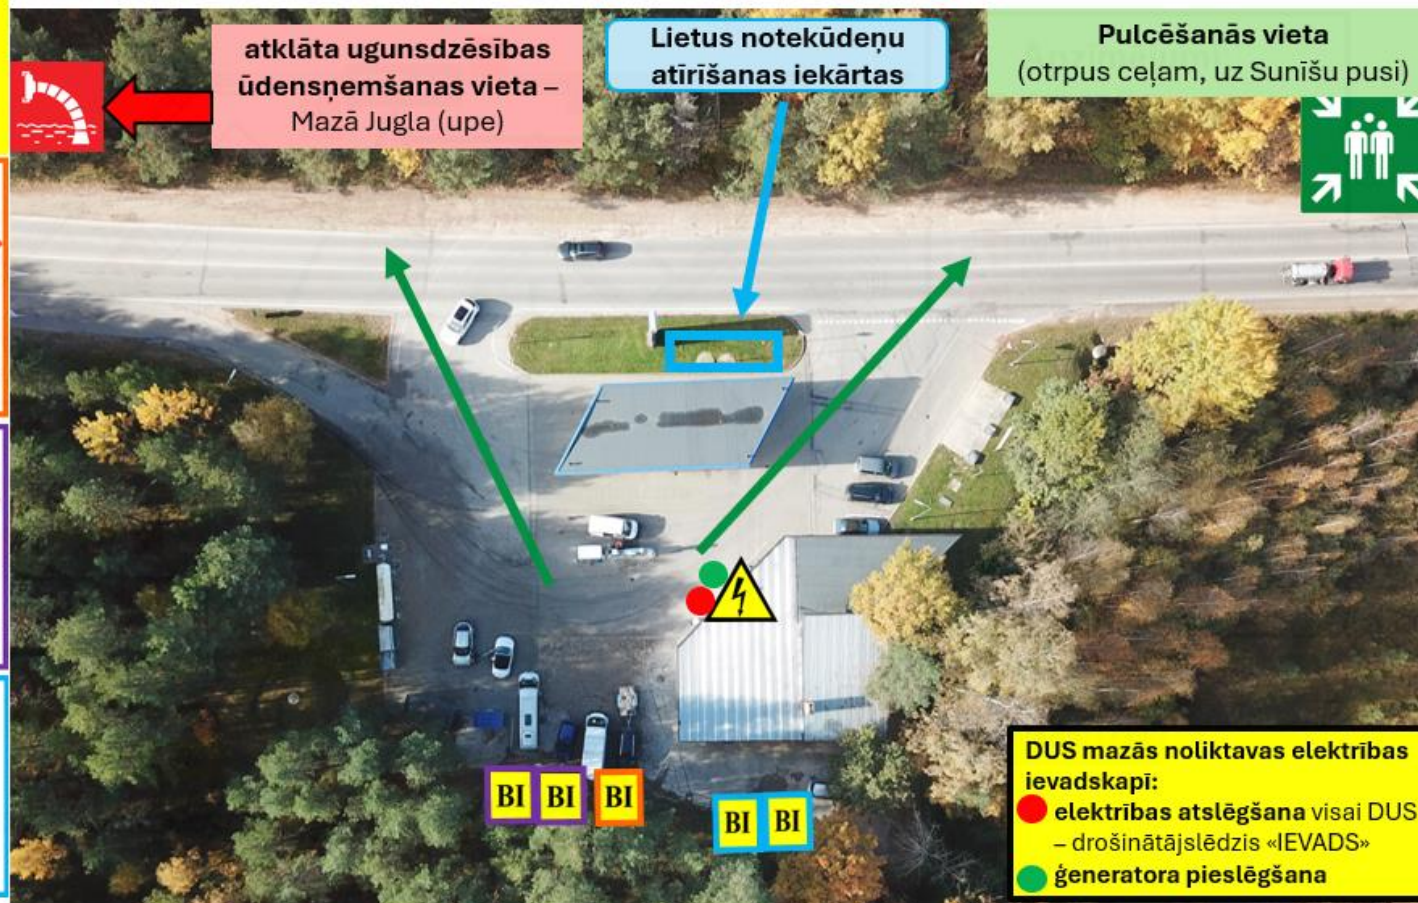 atklāta ugunsdzēsības
ūdensņemšanas vieta –
Mazā Jugla (upe)
Lietus notekūdeņu
atīrīšanas iekārtas
Pulcēšanās vieta
(otrpus ceļam, uz Sunīšu pusi)
BI BI BI
BI BI
DUS mazās noliktavas elektrības
ievadskapī:
elektrības atslēgšana visai DUS
– drošinātājslēdzis «IEVADS»
ģeneratora pieslēgšana